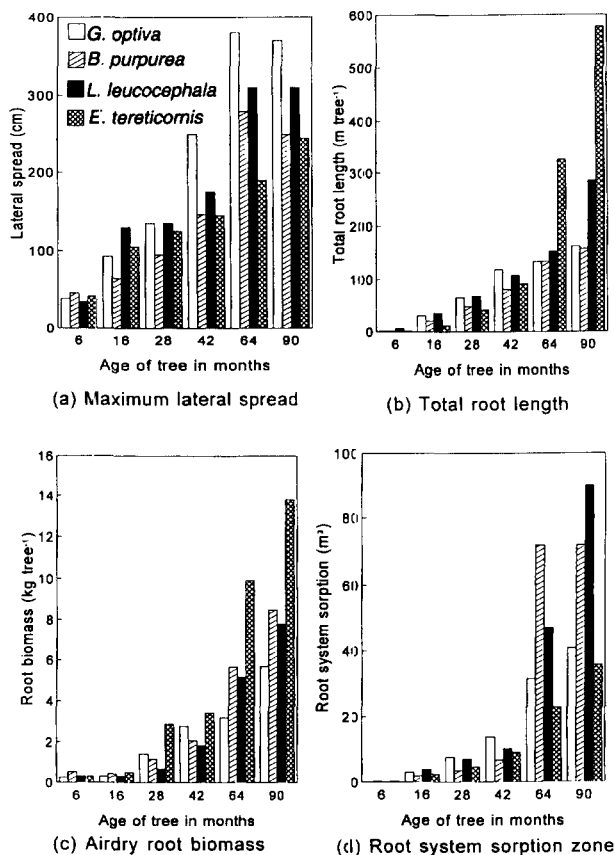 G. optiva
B. purpurea
L. leucocephala
E. tereticornis
400
300
200
100
0
Lateral spread (cm)
6 16 28 42 64 90
Age of tree in months
(a) Maximum lateral spread
600
500
400
300
200
100
0
Total root length (m tree⁻¹)
6 16 28 42 64 90
Age of tree in months
(b) Total root length
16
14
12
10
8
6
4
2
0
Root biomass (kg tree⁻¹)
6 16 28 42 64 90
Age of tree in months
(c) Airdry root biomass
100
80
60
40
20
0
Root system sorption (m³)
6 16 28 42 64 90
Age of tree in months
(d) Root system sorption zone